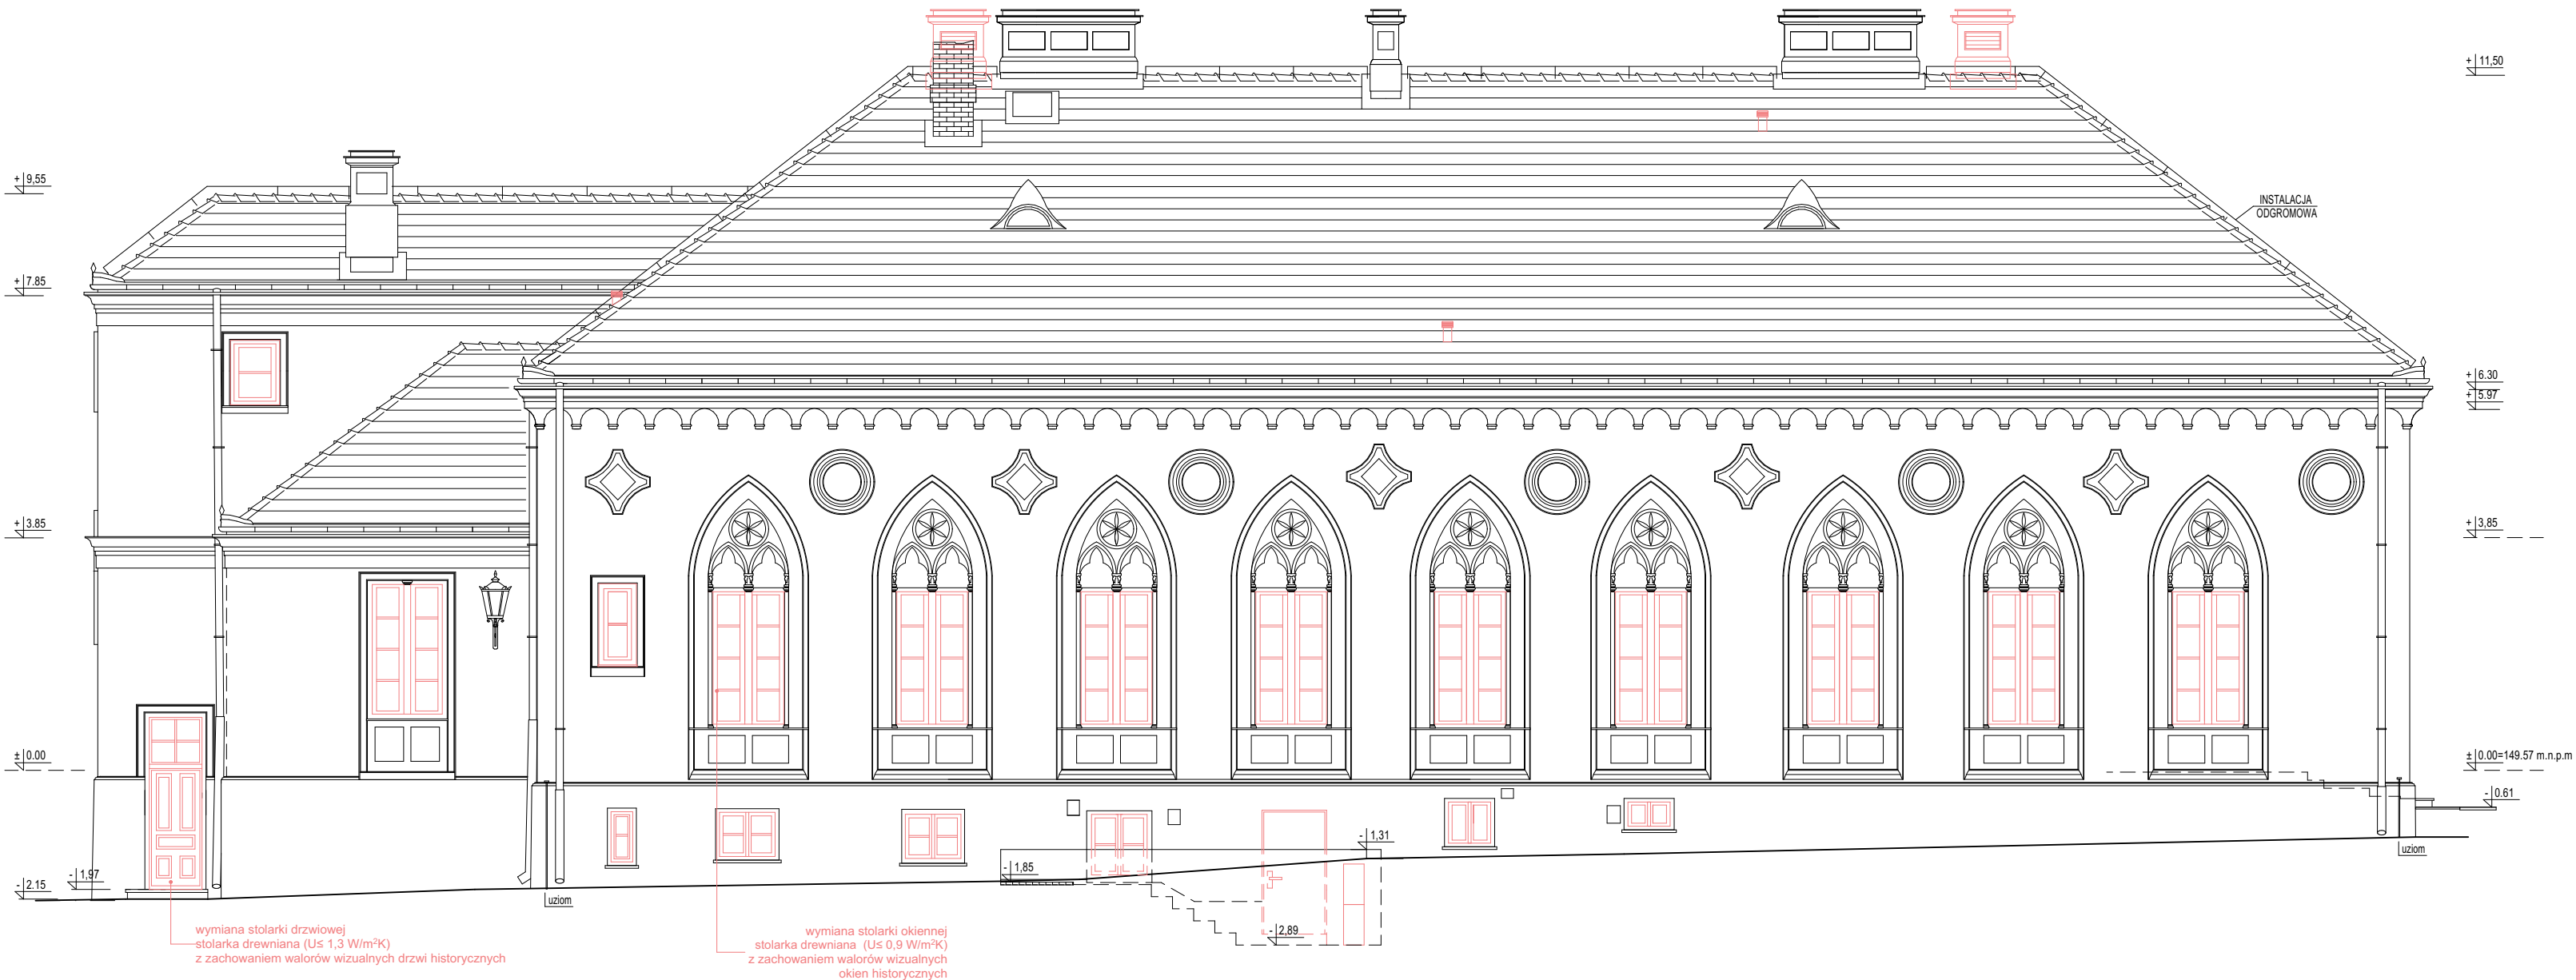 + 11,50
+ 9,55
INSTALACJA
ODGROMOWA
+ 7.85
+ 6.30
+ 5.97
+ 3.85
+ 3,85
± 0.00
± 0.00=149.57 m.n.p.m
- 0.61
- 1,31
- 1,85
- 1,97
- 2.15
uziom
uziom
- 2,89
wymiana stolarki drzwiowej
stolarka drewniana (U≤ 1,3 W/m²K)
z zachowaniem walorów wizualnych drzwi historycznych
wymiana stolarki okiennej
stolarka drewniana (U≤ 0,9 W/m²K)
z zachowaniem walorów wizualnych
okien historycznych